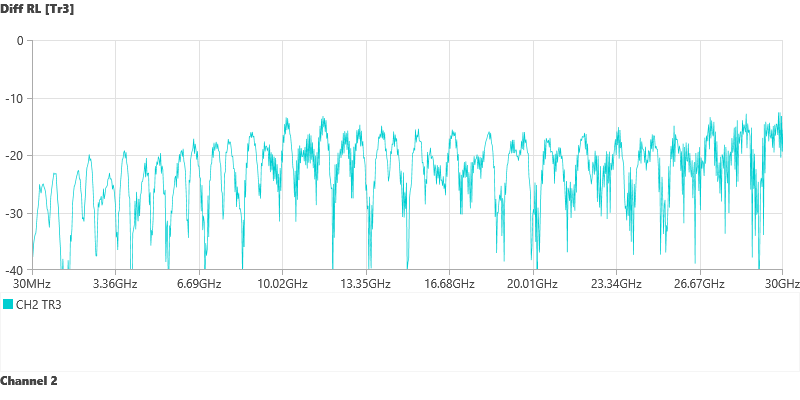 Diff RL [Tr3]
0
-10
-20
-30
-40
30MHz 3.36GHz 6.69GHz 10.02GHz 13.35GHz 16.68GHz 20.01GHz 23.34GHz 26.67GHz 30GHz
CH2 TR3
Channel 2